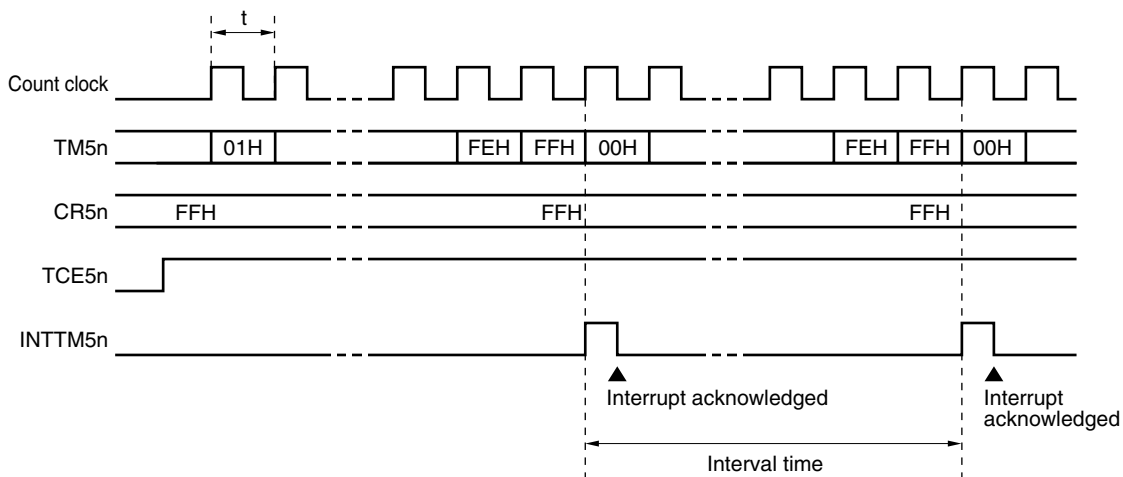 t
Count clock
TM5n 01H FEH FFH 00H FEH FFH 00H
CR5n FFH FFH FFH
TCE5n
INTTM5n
Interrupt acknowledged
Interrupt
acknowledged
Interval time